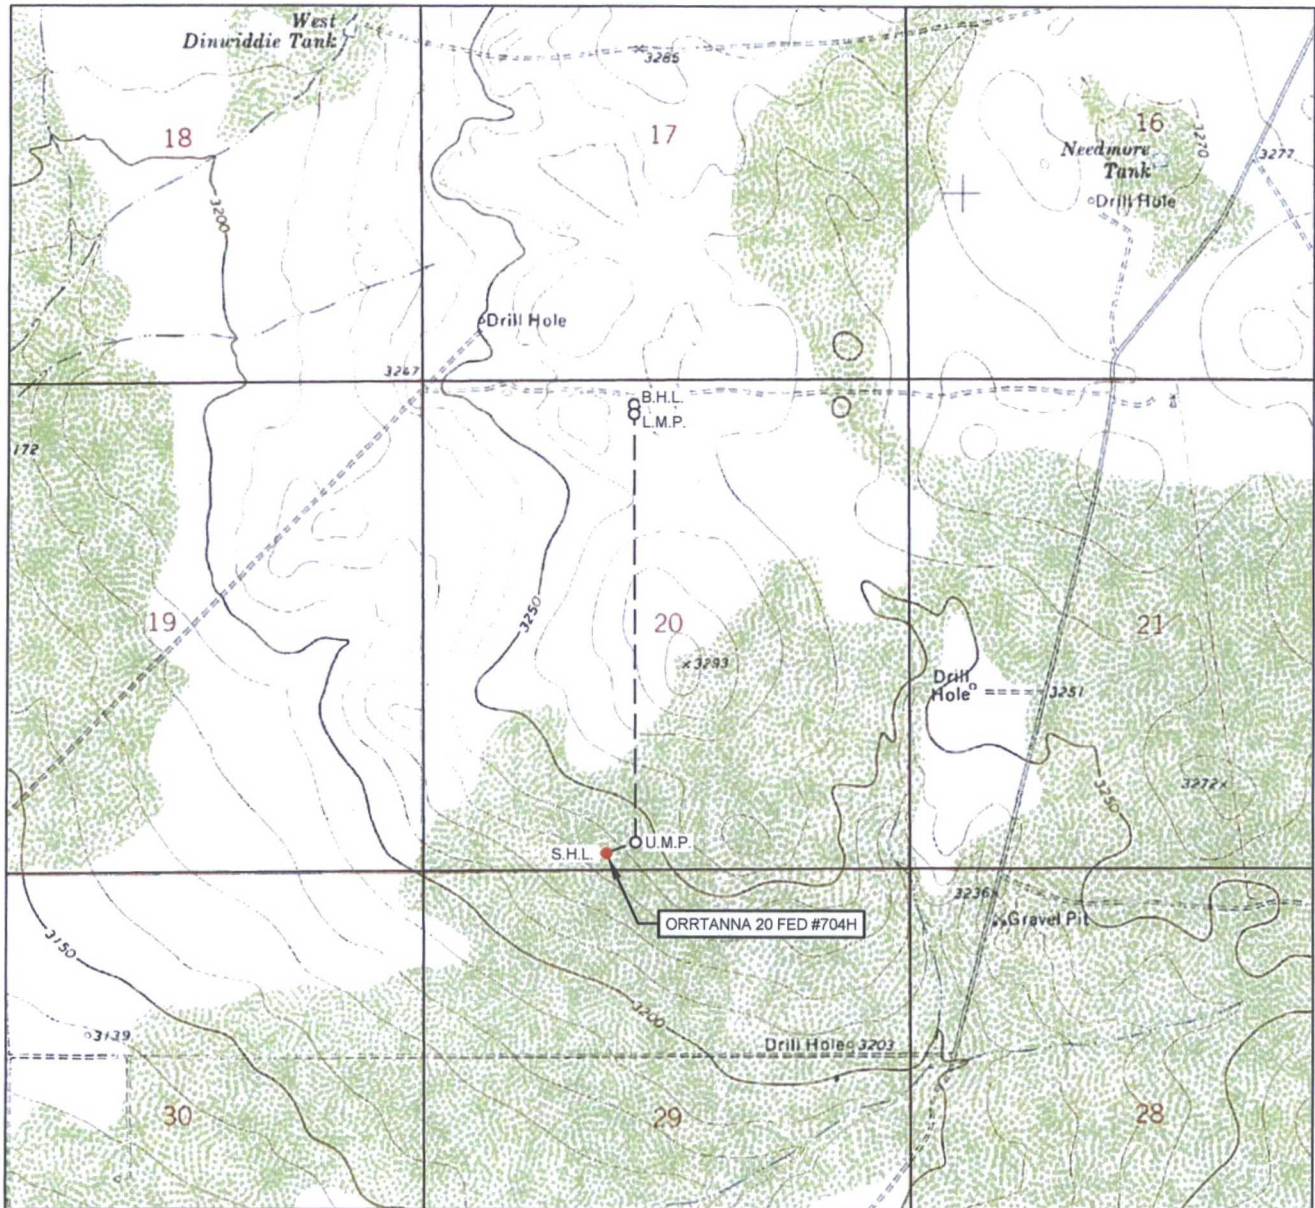 West
Dinwiddie Tank
3285
18
17
16
3270
Needmore
Tank
3277
Drill Hole
3200
Drill Hole
3267
B.H.L.
L.M.P.
172
3250
19
20
21
×3293
Drill
Hole
3251
3272×
3250
S.H.L.
U.M.P.
3236×
Gravel Pit
ORRTANNA 20 FED #704H
3150
3200
3139
Drill Hole 3203
30
29
28